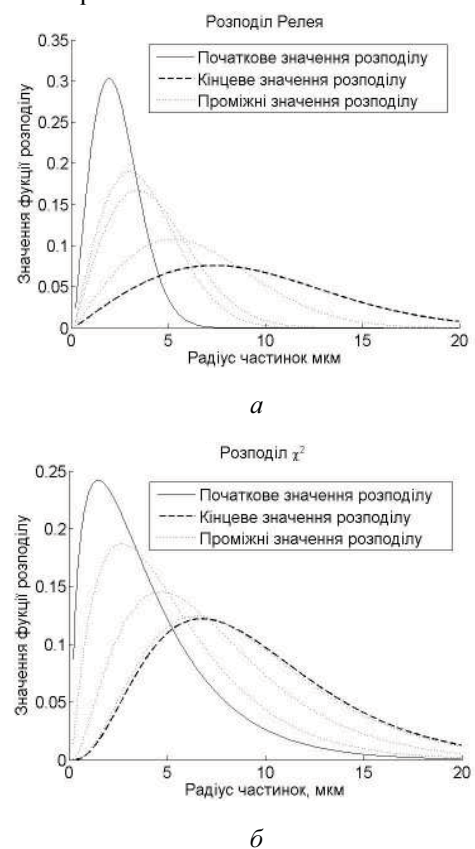 Розподіл Релея
0.35
0.3
0.25
0.2
0.15
0.1
0.05
0
Значення фукції розподілу
Початкове значення розподілу
Кінцеве значення розподілу
Проміжні значення розподілу
0 5 10 15 20
Радіус частинок мкм
а
Розподіл χ²
0.25
0.2
0.15
0.1
0.05
0
Значення фукції розподілу
Початкове значення розподілу
Кінцеве значення розподілу
Проміжні значення розподілу
0 5 10 15 20
Радіус частинок, мкм
б